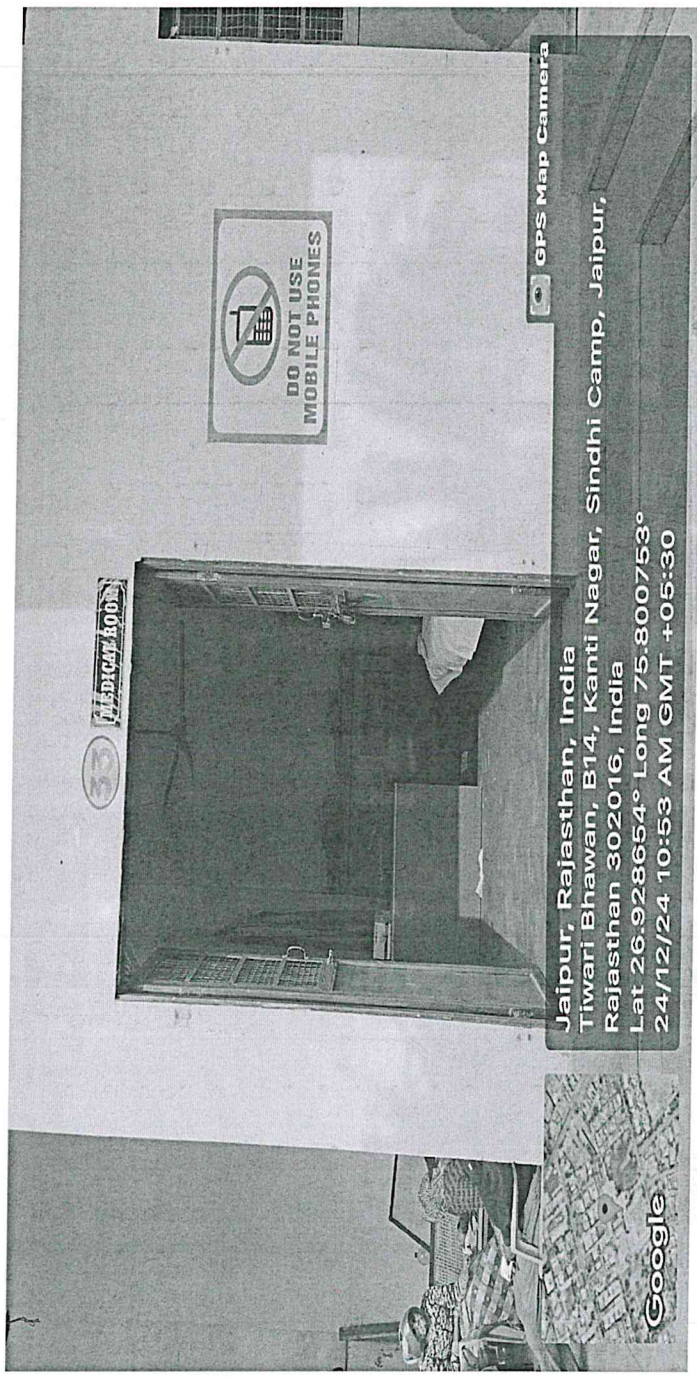 33
MEDICAL ROOM
DO NOT USE
MOBILE PHONES
GPS Map Camera
Jaipur, Rajasthan, India
Tiwari Bhawan, B14, Kanti Nagar, Sindhi Camp, Jaipur,
Rajasthan 302016, India
Lat 26.928654° Long 75.800753°
24/12/24 10:53 AM GMT +05:30
Google